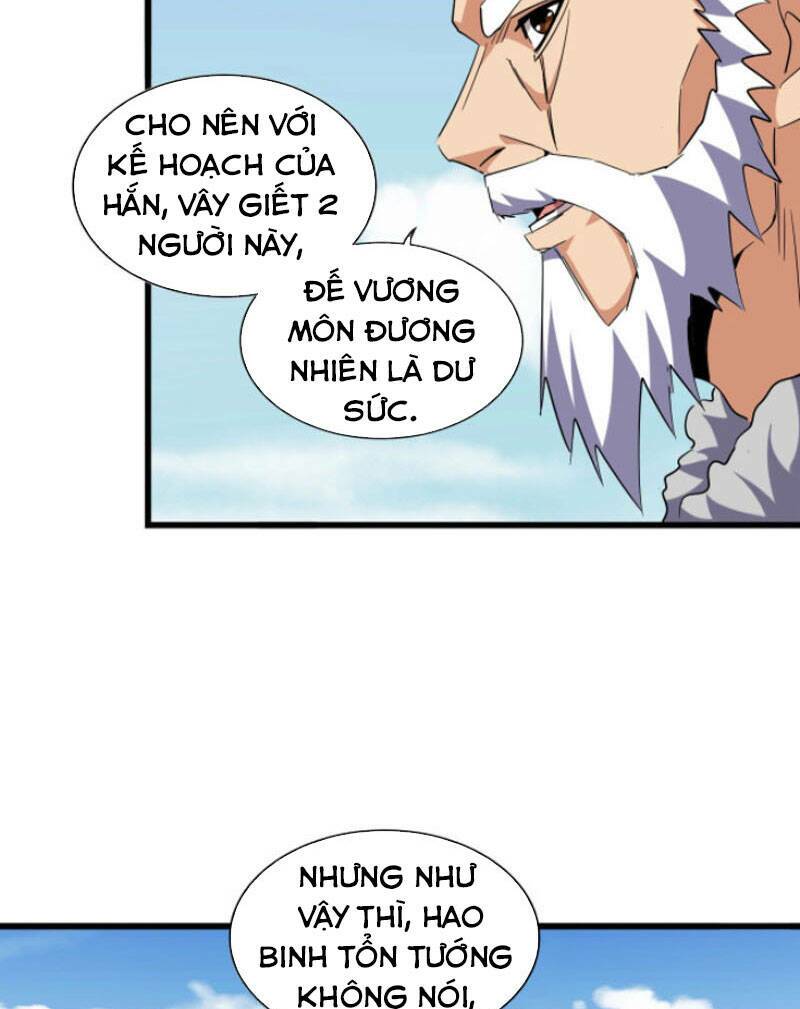 CHO NÊN VỚI
KẾ HOẠCH CỦA
HẮN, VÂY GIẾT 2
NGƯỜI NÀY,
ĐẾ VƯƠNG
MÔN ĐƯƠNG
NHIÊN LÀ DƯ
SỨC.
NHƯNG NHƯ
VẬY THÌ, HAO
BINH TỔN TƯỚNG
KHÔNG NÓI,